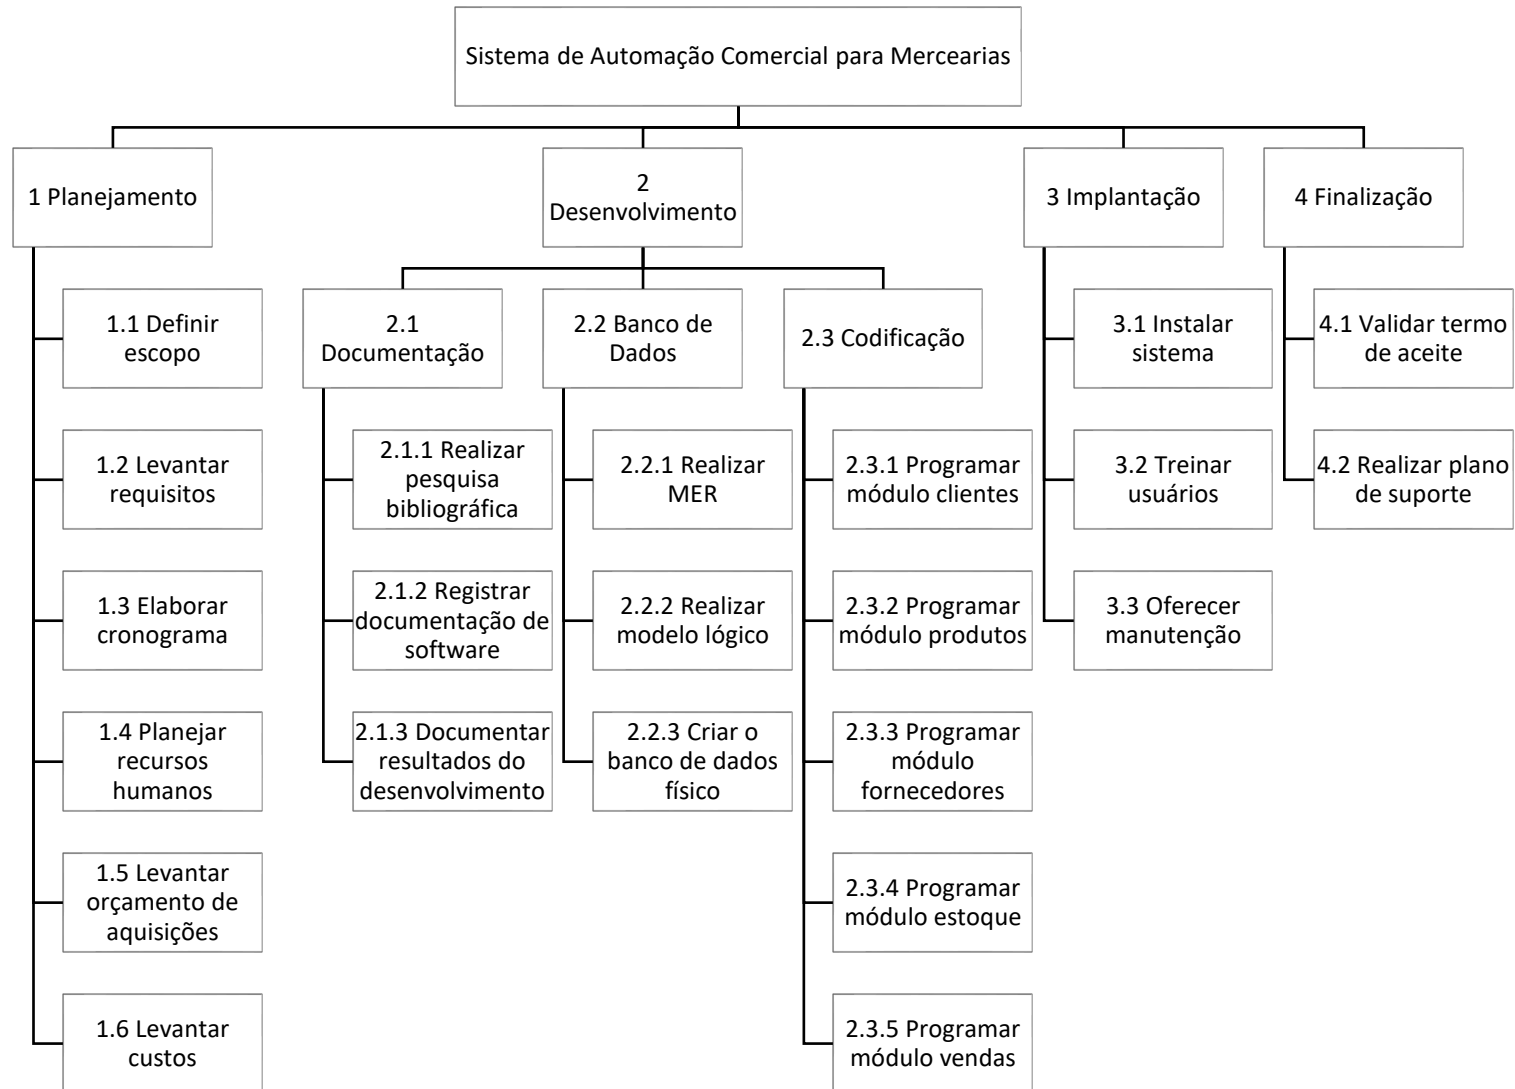 Sistema de Automação Comercial para Mercearias
1 Planejamento
2
Desenvolvimento
3 Implantação
4 Finalização
1.1 Definir
escopo
1.2 Levantar
requisitos
1.3 Elaborar
cronograma
1.4 Planejar
recursos
humanos
1.5 Levantar
orçamento de
aquisições
1.6 Levantar
custos
2.1
Documentação
2.1.1 Realizar
pesquisa
bibliográfica
2.1.2 Registrar
documentação de
software
2.1.3 Documentar
resultados do
desenvolvimento
2.2 Banco de
Dados
2.2.1 Realizar
MER
2.2.2 Realizar
modelo lógico
2.2.3 Criar o
banco de dados
físico
2.3 Codificação
2.3.1 Programar
módulo clientes
2.3.2 Programar
módulo produtos
2.3.3 Programar
módulo
fornecedores
2.3.4 Programar
módulo estoque
2.3.5 Programar
módulo vendas
3.1 Instalar
sistema
3.2 Treinar
usuários
3.3 Oferecer
manutenção
4.1 Validar termo
de aceite
4.2 Realizar plano
de suporte